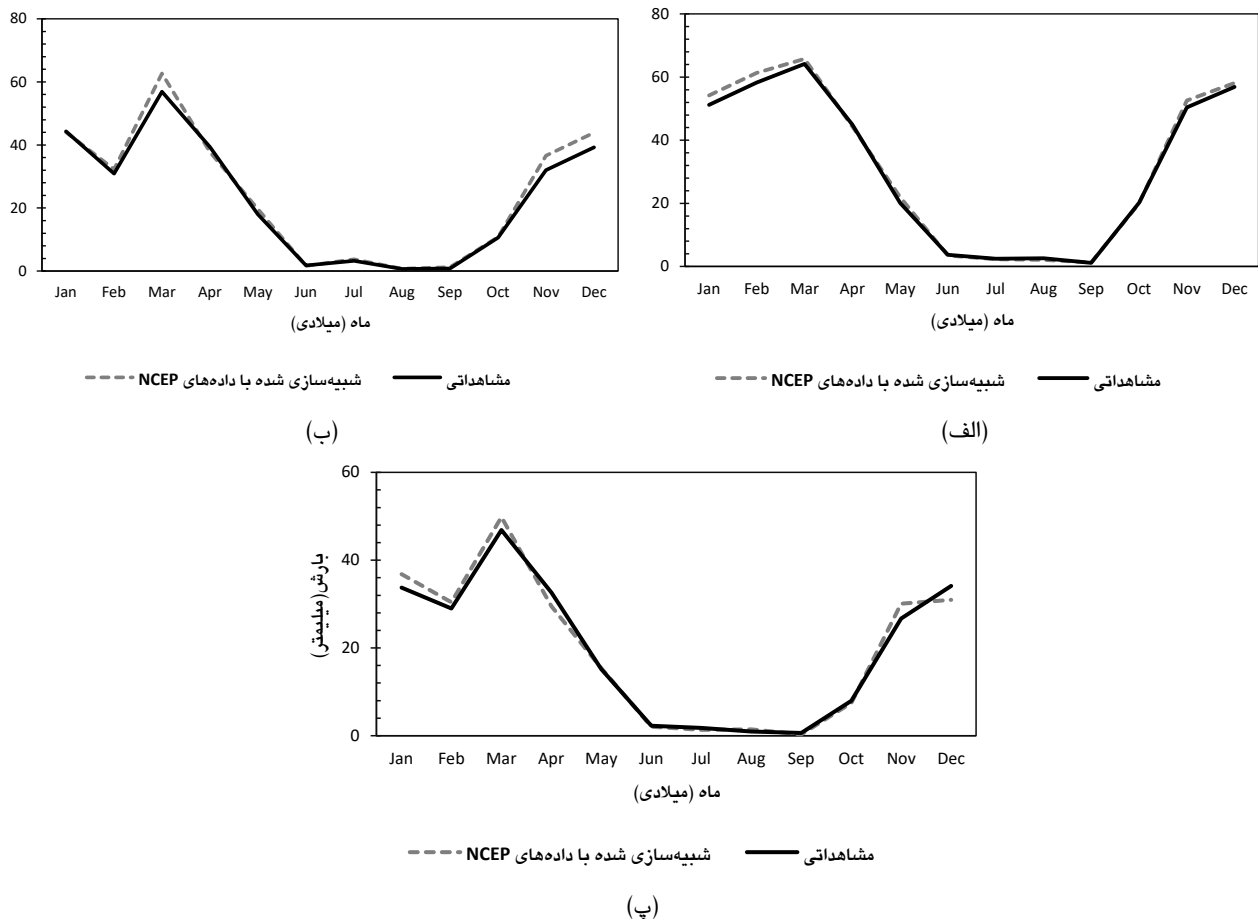 80
60
40
20
0
Jan Feb Mar Apr May Jun Jul Aug Sep Oct Nov Dec
ماه (میلادی)
شبیه‌سازی شده با داده‌های NCEP
مشاهداتی
(الف)
80
60
40
20
0
Jan Feb Mar Apr May Jun Jul Aug Sep Oct Nov Dec
ماه (میلادی)
شبیه‌سازی شده با داده‌های NCEP
مشاهداتی
(ب)
بارش(میلیمتر)
60
40
20
0
Jan Feb Mar Apr May Jun Jul Aug Sep Oct Nov Dec
ماه (میلادی)
شبیه‌سازی شده با داده‌های NCEP
مشاهداتی
(پ)